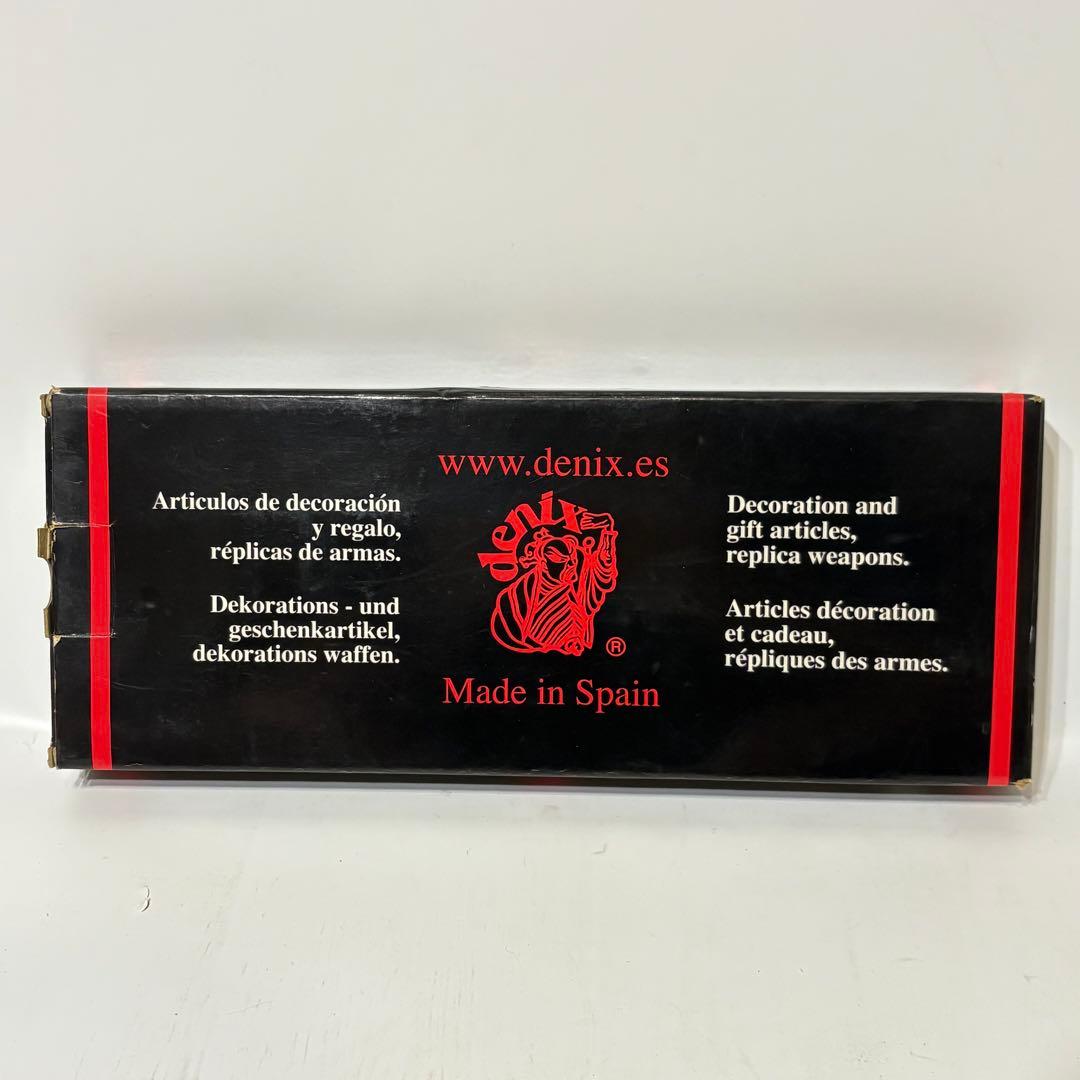 www.denix.es
Articulos de decoración
y regalo,
réplicas de armas.
Dekorations - und
geschenkartikel,
dekorations waffen.
denix
®
Decoration and
gift articles,
replica weapons.
Articles décoration
et cadeau,
répliques des armes.
Made in Spain